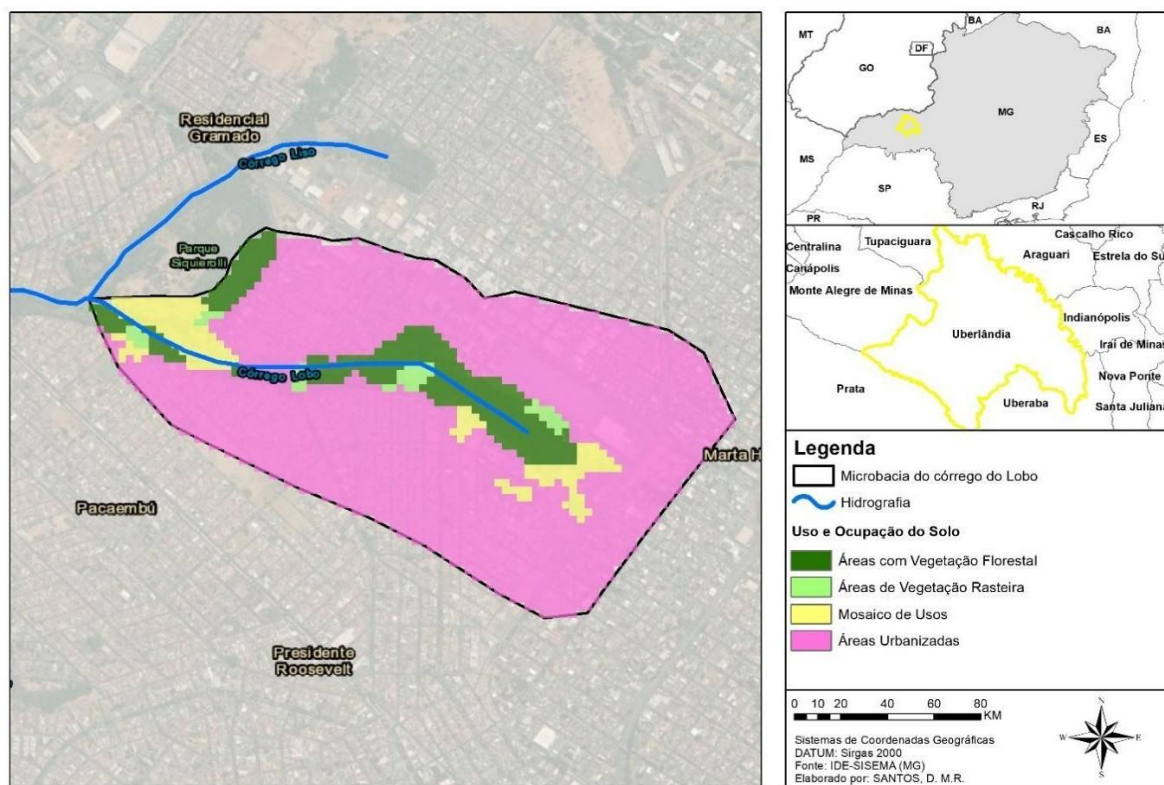 Residencial
Gramado
Córrego Liso
Parque
Siquierolli
Córrego Lobo
Marta H
Pacaembú
Presidente
Roosevelt
MT
BA
BA
DF
GO
MG
MS
ES
SP
RJ
PR
Centralina
Tupaciguara
Cascalho Rico
Araguari
Estrela do Su
Canápolis
Monte Alegre de Minas
Indianópolis
Uberlândia
Iraí de Minas
Nova Ponte
Prata
Uberaba
Santa Juliana
Legenda
Microbacia do córrego do Lobo
Hidrografia
Uso e Ocupação do Solo
Áreas com Vegetação Florestal
Áreas de Vegetação Rasteira
Mosaico de Usos
Áreas Urbanizadas
0 10 20 40 60 80
KM
Sistemas de Coordenadas Geográficas
DATUM: Sirgas 2000
Fonte: IDE-SISEMA (MG)
Elaborado por: SANTOS, D. M.R.
N
W E
S